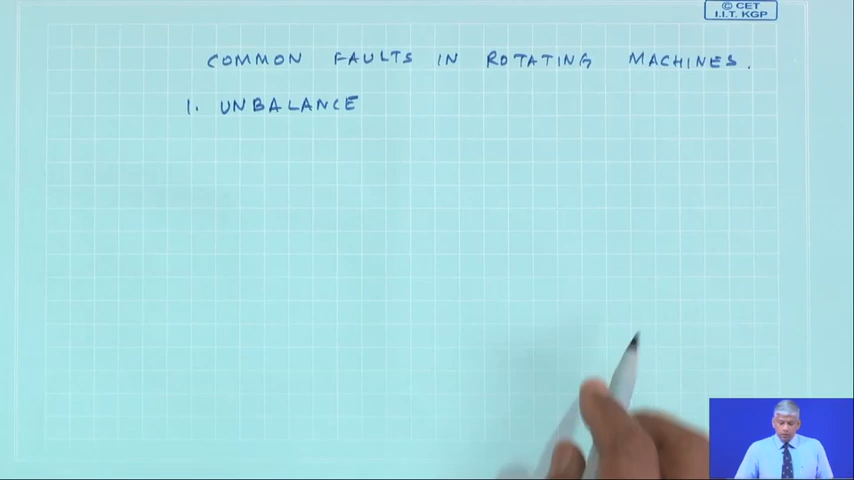 © CET
I.I.T. KGP
COMMON FAULTS IN ROTATING MACHINES.
1. UNBALANCE